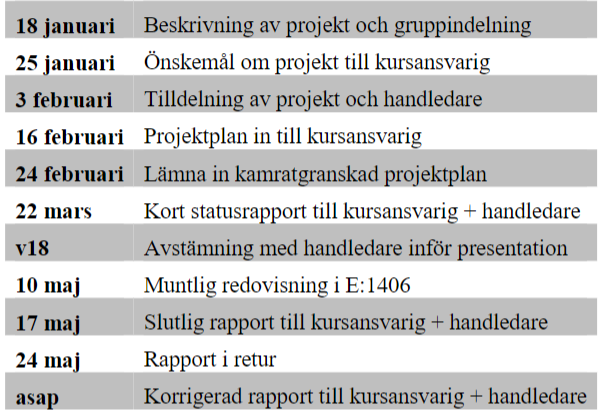 18 januari Beskrivning av projekt och gruppindelning
25 januari Önskemål om projekt till kursansvarig
3 februari Tilldelning av projekt och handledare
16 februari Projektplan in till kursansvarig
24 februari Lämna in kamratgranskad projektplan
22 mars Kort statusrapport till kursansvarig + handledare
v18 Avstämning med handledare inför presentation
10 maj Muntlig redovisning i E:1406
17 maj Slutlig rapport till kursansvarig + handledare
24 maj Rapport i retur
asap Korrigerad rapport till kursansvarig + handledare